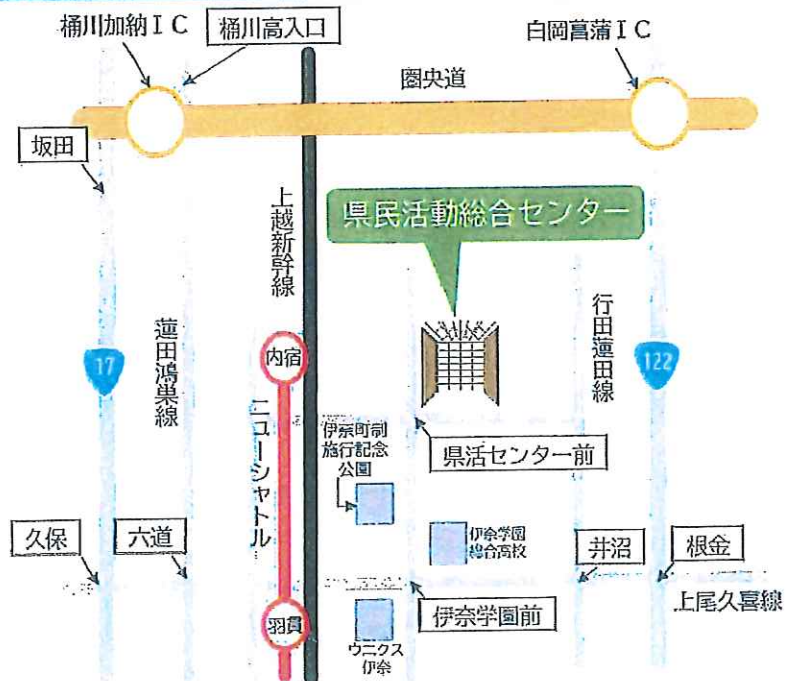 桶川加納IC
桶川高入口
白岡菖蒲IC
圏央道
坂田
上越新幹線
県民活動総合センター
17
蓮田鴻巣線
内宿
行田蓮田線
122
ニューシャトル
伊奈町制
施行記念
公園
県活センター前
久保
六道
伊奈学園
総合高校
井沼
根金
上尾久喜線
羽貫
ウニクス
伊奈
伊奈学園前